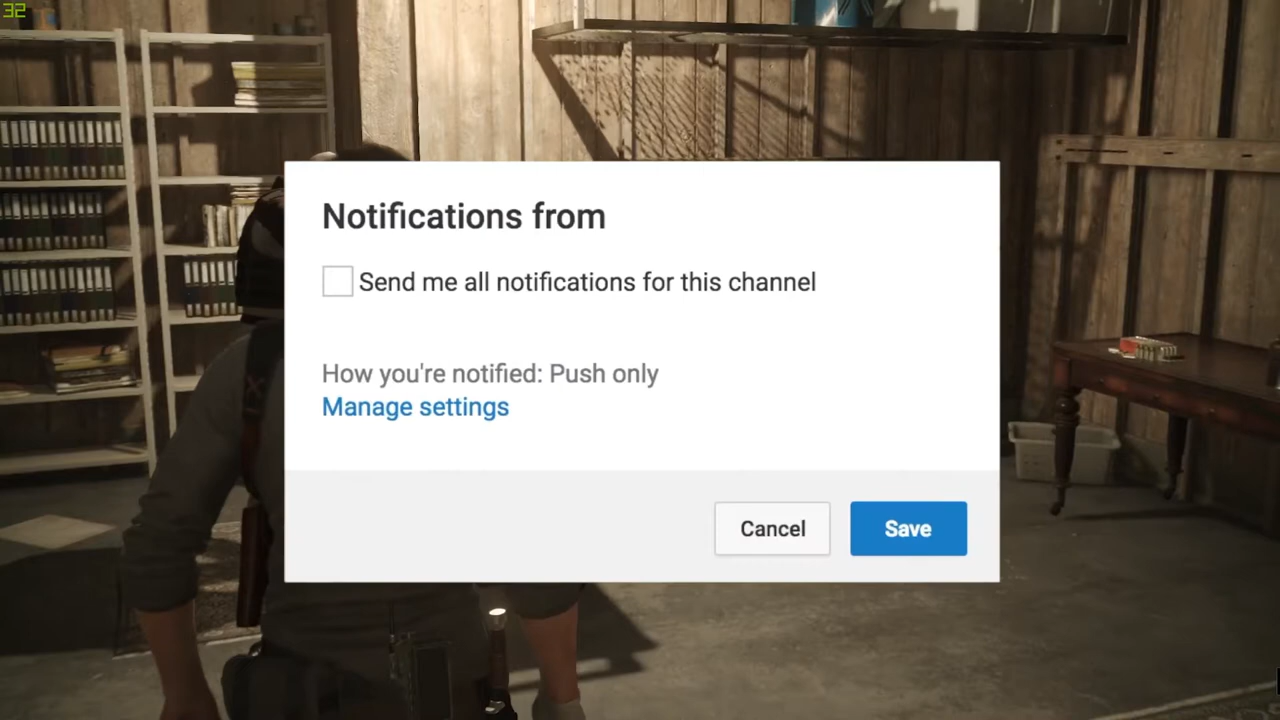 32
Notifications from
Send me all notifications for this channel
How you're notified: Push only
Manage settings
Cancel
Save